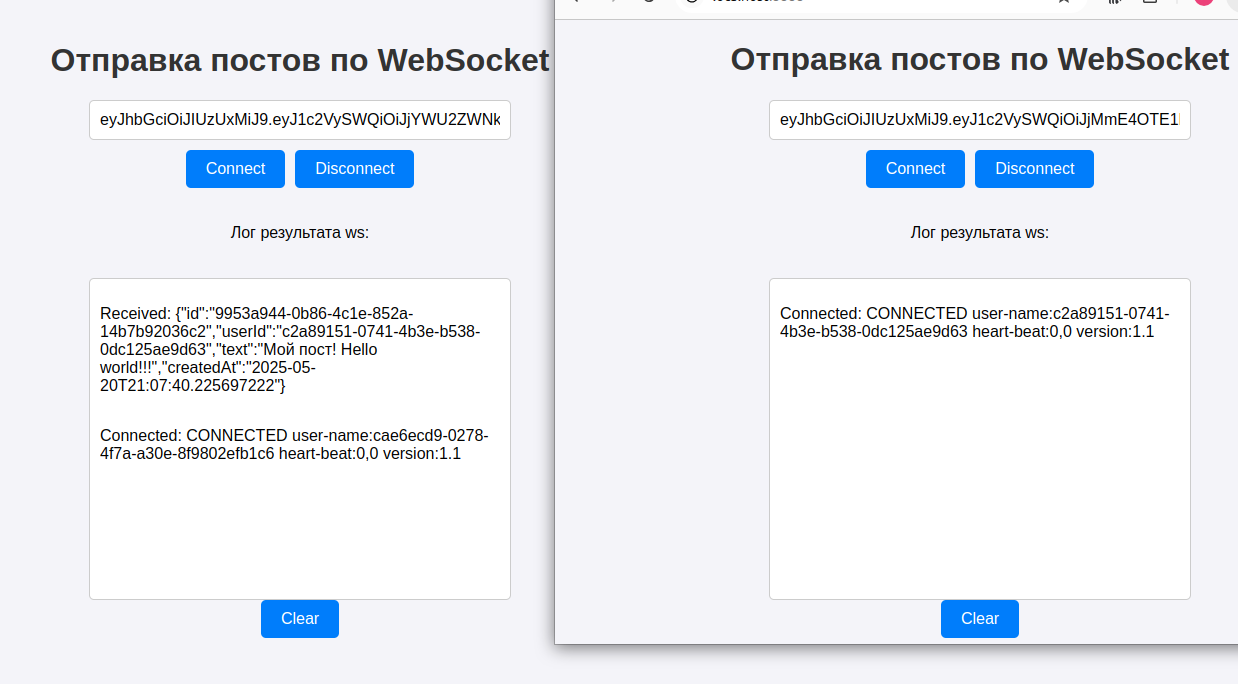 Отправка постов по WebSocket
eyJhbGciOiJIUzUxMiJ9.eyJ1c2VySWQiOiJjYWU2ZWNk
Connect
Disconnect
Лог результата ws:
Received: {"id":"9953a944-0b86-4c1e-852a-
14b7b92036c2","userId":"c2a89151-0741-4b3e-b538-
0dc125ae9d63","text":"Мой пост! Hello
world!!!","createdAt":"2025-05-
20T21:07:40.225697222"}
Connected: CONNECTED user-name:cae6ecd9-0278-
4f7a-a30e-8f9802efb1c6 heart-beat:0,0 version:1.1
Clear
Отправка постов по WebSocket
eyJhbGciOiJIUzUxMiJ9.eyJ1c2VySWQiOiJjMmE4OTE1
Connect
Disconnect
Лог результата ws:
Connected: CONNECTED user-name:c2a89151-0741-
4b3e-b538-0dc125ae9d63 heart-beat:0,0 version:1.1
Clear